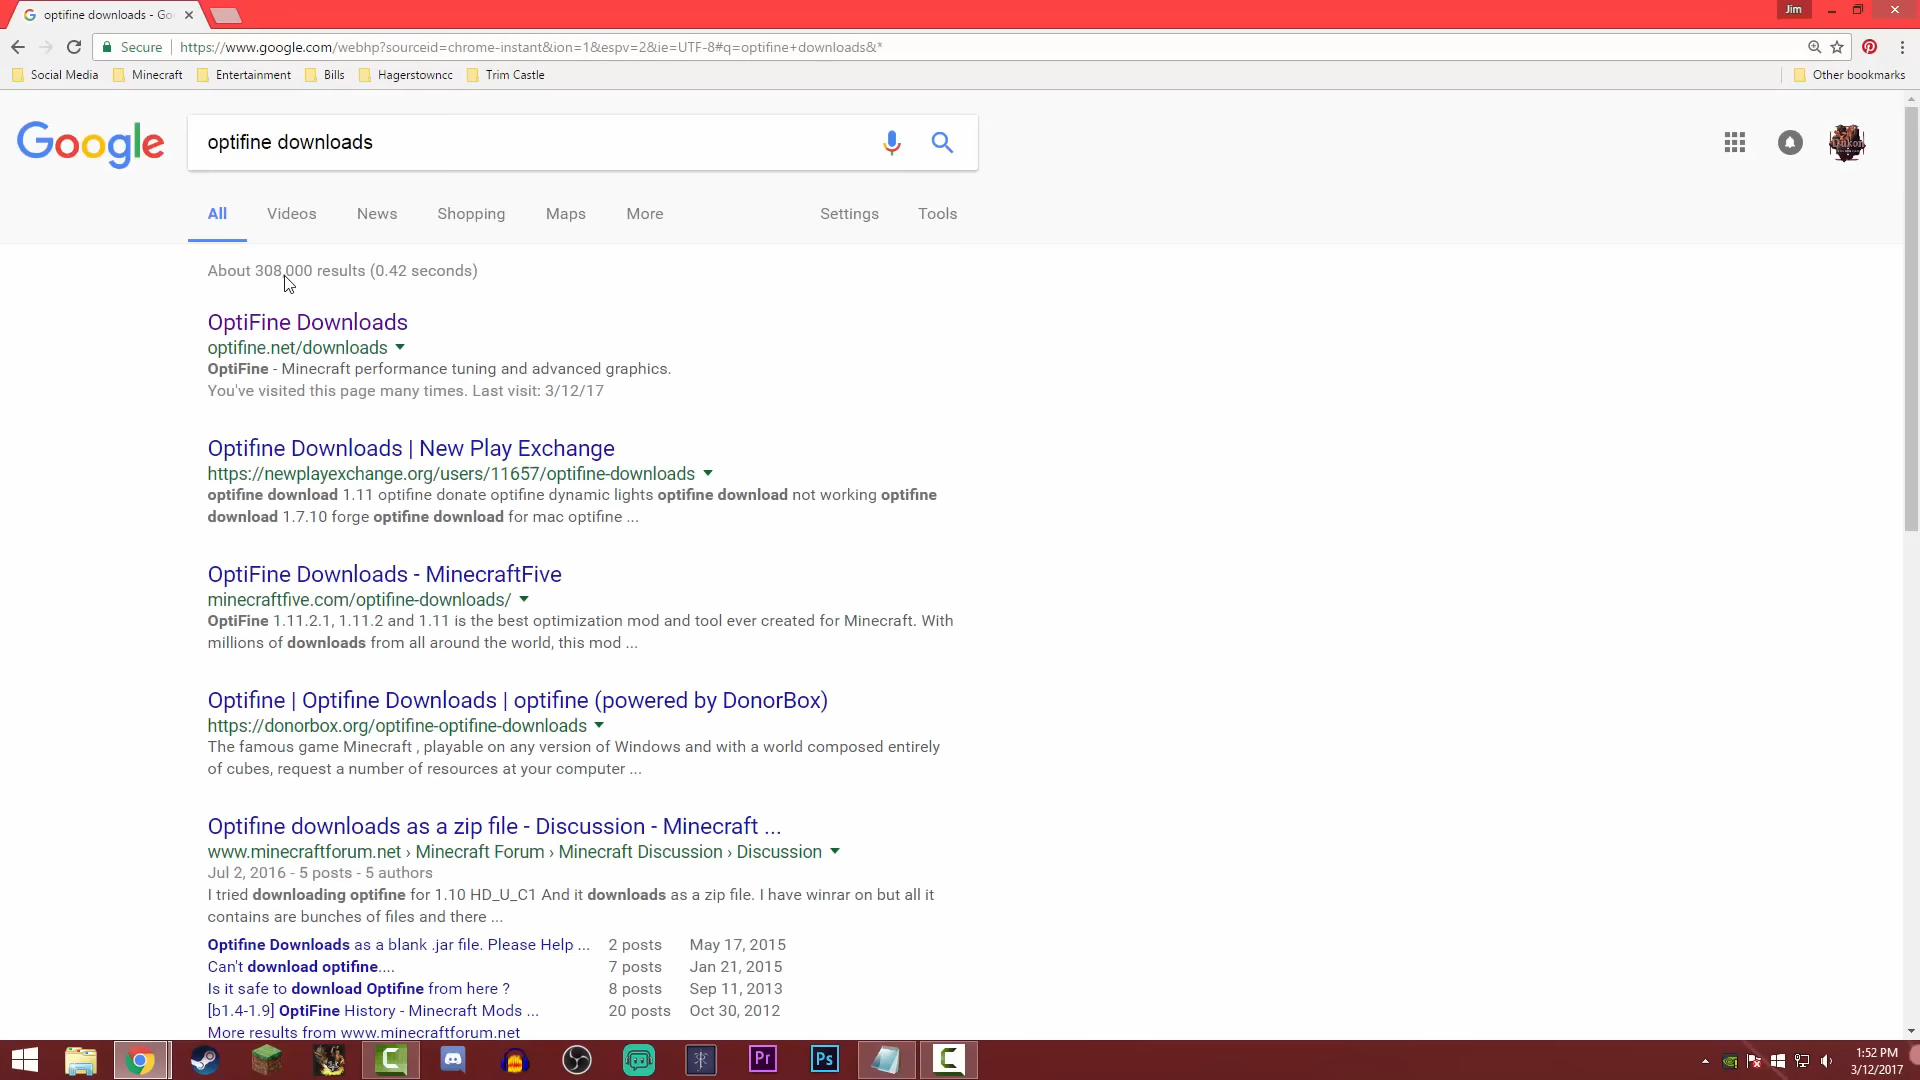 optifine downloads - Go
Jim
Secure
https://www.google.com/webhp?sourceid=chrome-instant&ion=1&espv=2&ie=UTF-8#q=optifine+downloads&*
Social Media Minecraft Entertainment Bills Hagerstowncc Trim Castle Other bookmarks
Google
optifine downloads
All Videos News Shopping Maps More Settings Tools
About 308,000 results (0.42 seconds)
OptiFine Downloads
optifine.net/downloads
OptiFine - Minecraft performance tuning and advanced graphics.
You've visited this page many times. Last visit: 3/12/17
Optifine Downloads | New Play Exchange
https://newplayexchange.org/users/11657/optifine-downloads
optifine download 1.11 optifine donate optifine dynamic lights optifine download not working optifine
download 1.7.10 forge optifine download for mac optifine ...
OptiFine Downloads - MinecraftFive
minecraftfive.com/optifine-downloads/
OptiFine 1.11.2.1, 1.11.2 and 1.11 is the best optimization mod and tool ever created for Minecraft. With
millions of downloads from all around the world, this mod ...
Optifine | Optifine Downloads | optifine (powered by DonorBox)
https://donorbox.org/optifine-optifine-downloads
The famous game Minecraft , playable on any version of Windows and with a world composed entirely
of cubes, request a number of resources at your computer ...
Optifine downloads as a zip file - Discussion - Minecraft ...
www.minecraftforum.net › Minecraft Forum › Minecraft Discussion › Discussion
Jul 2, 2016 - 5 posts - 5 authors
I tried downloading optifine for 1.10 HD_U_C1 And it downloads as a zip file. I have winrar on but all it
contains are bunches of files and there ...
Optifine Downloads as a blank .jar file. Please Help ... 2 posts May 17, 2015
Can't download optifine.... 7 posts Jan 21, 2015
Is it safe to download Optifine from here ? 8 posts Sep 11, 2013
[b1.4-1.9] OptiFine History - Minecraft Mods ... 20 posts Oct 30, 2012
More results from www.minecraftforum.net
Pr
Ps
1:52 PM
3/12/2017